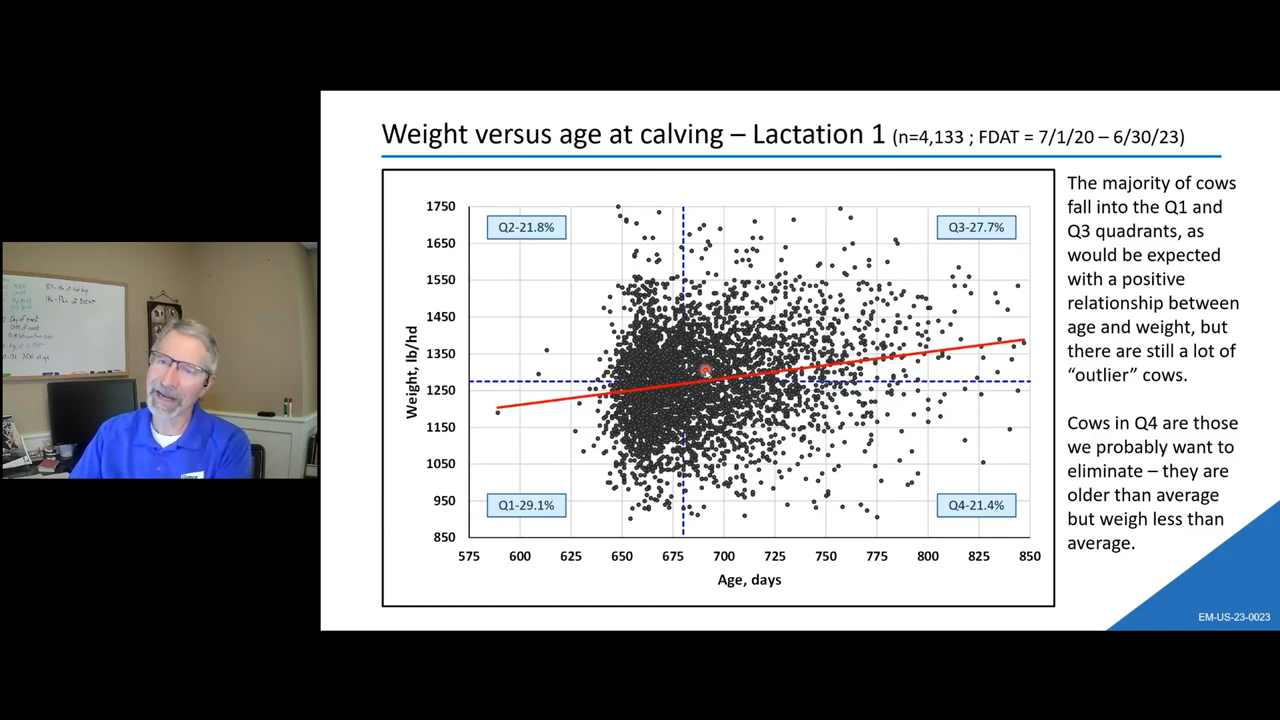 Weight versus age at calving – Lactation 1 (n=4,133 ; FDAT = 7/1/20 – 6/30/23)
1750
1650
1550
1450
1350
1250
1150
1050
950
850
Weight, lb/hd
Q2-21.8%
Q3-27.7%
Q1-29.1%
Q4-21.4%
575 600 625 650 675 700 725 750 775 800 825 850
Age, days
The majority of cows
fall into the Q1 and
Q3 quadrants, as
would be expected
with a positive
relationship between
age and weight, but
there are still a lot of
“outlier” cows.
Cows in Q4 are those
we probably want to
eliminate – they are
older than average
but weigh less than
average.
EM-US-23-0023